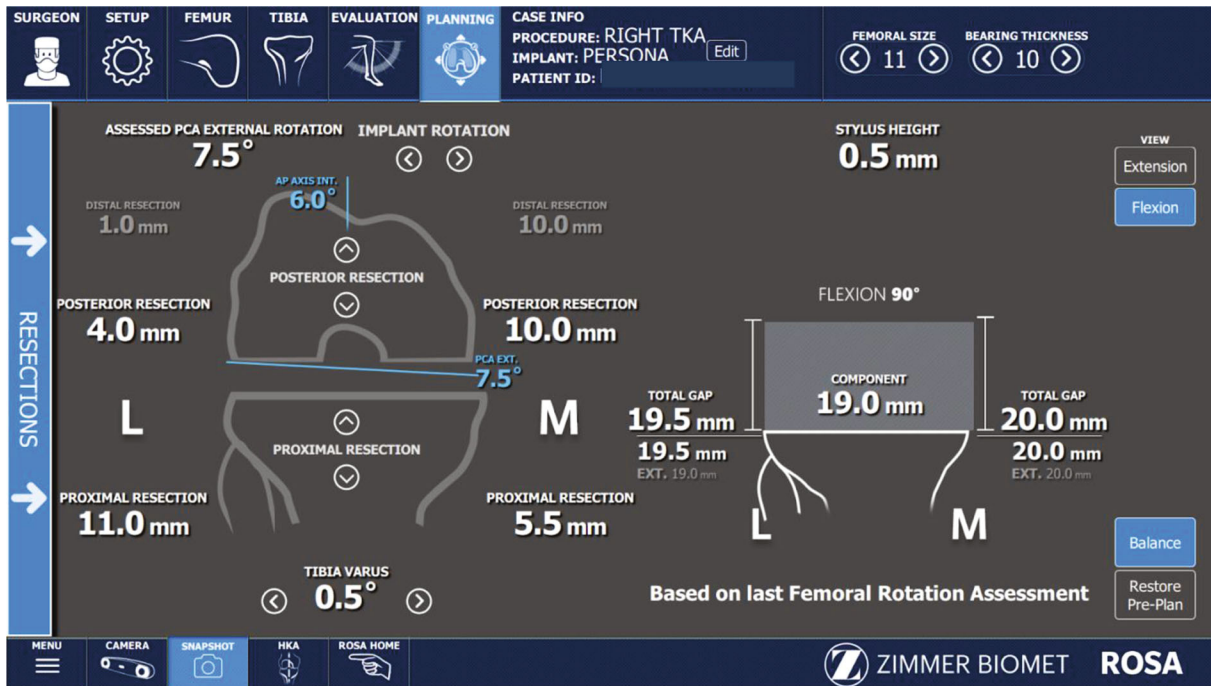 SURGEON
SETUP
FEMUR
TIBIA
EVALUATION
PLANNING
CASE INFO
PROCEDURE: RIGHT TKA
IMPLANT: PERSONA
Edit
PATIENT ID:
FEMORAL SIZE
11
BEARING THICKNESS
10
RESECTIONS
ASSESSED PCA EXTERNAL ROTATION
7.5°
IMPLANT ROTATION
AP AXIS INT.
6.0°
DISTAL RESECTION
1.0 mm
DISTAL RESECTION
10.0 mm
POSTERIOR RESECTION
POSTERIOR RESECTION
4.0 mm
POSTERIOR RESECTION
10.0 mm
PCA EXT.
7.5°
L
M
PROXIMAL RESECTION
PROXIMAL RESECTION
11.0 mm
PROXIMAL RESECTION
5.5 mm
TIBIA VARUS
0.5°
STYLUS HEIGHT
0.5 mm
VIEW
Extension
Flexion
FLEXION 90°
COMPONENT
19.0 mm
TOTAL GAP
19.5 mm
19.5 mm
EXT. 19.0 mm
TOTAL GAP
20.0 mm
20.0 mm
EXT. 20.0 mm
L
M
Balance
Based on last Femoral Rotation Assessment
Restore
Pre-Plan
MENU
CAMERA
SNAPSHOT
HKA
ROSA HOME
ZIMMER BIOMET
ROSA